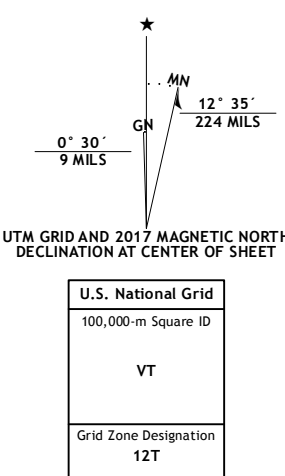 MN
12° 35´
224 MILS
GN
0° 30´
9 MILS
UTM GRID AND 2017 MAGNETIC NORTH
DECLINATION AT CENTER OF SHEET
U.S. National Grid
100,000-m Square ID
VT
Grid Zone Designation
12T